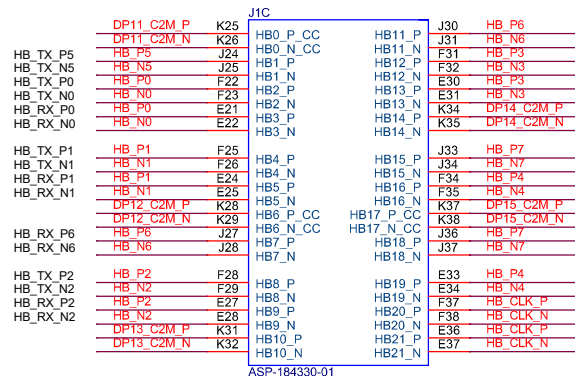 J1C
DP11_C2M_P K25 HB0_P_CC HB11_P J30 HB_P6
DP11_C2M_N K26 HB0_N_CC HB11_N J31 HB_N6
HB_TX_P5 HB_P5 J24 HB1_P HB12_P F31 HB_P3
HB_TX_N5 HB_N5 J25 HB1_N HB12_N F32 HB_N3
HB_TX_P0 HB_P0 F22 HB2_P HB13_P E30 HB_P3
HB_TX_N0 HB_N0 F23 HB2_N HB13_N E31 HB_N3
HB_RX_P0 HB_P0 E21 HB3_P HB14_P K34 DP14_C2M_P
HB_RX_N0 HB_N0 E22 HB3_N HB14_N K35 DP14_C2M_N
HB_TX_P1 HB_P1 F25 HB4_P HB15_P J33 HB_P7
HB_TX_N1 HB_N1 F26 HB4_N HB15_N J34 HB_N7
HB_RX_P1 HB_P1 E24 HB5_P HB16_P F34 HB_P4
HB_RX_N1 HB_N1 E25 HB5_N HB16_N F35 HB_N4
DP12_C2M_P K28 HB6_P_CC HB17_P_CC K37 DP15_C2M_P
DP12_C2M_N K29 HB6_N_CC HB17_N_CC K38 DP15_C2M_N
HB_RX_P6 HB_P6 J27 HB7_P HB18_P J36 HB_P7
HB_RX_N6 HB_N6 J28 HB7_N HB18_N J37 HB_N7
HB_TX_P2 HB_P2 F28 HB8_P HB19_P E33 HB_P4
HB_TX_N2 HB_N2 F29 HB8_N HB19_N E34 HB_N4
HB_RX_P2 HB_P2 E27 HB9_P HB20_P F37 HB_CLK_P
HB_RX_N2 HB_N2 E28 HB9_N HB20_N F38 HB_CLK_N
DP13_C2M_P K31 HB10_P HB21_P E36 HB_CLK_P
DP13_C2M_N K32 HB10_N HB21_N E37 HB_CLK_N
ASP-184330-01